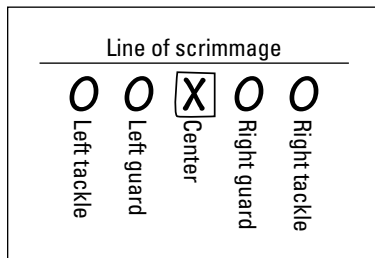 Line of scrimmage
O O X O O
Left tackle
Left guard
Center
Right guard
Right tackle